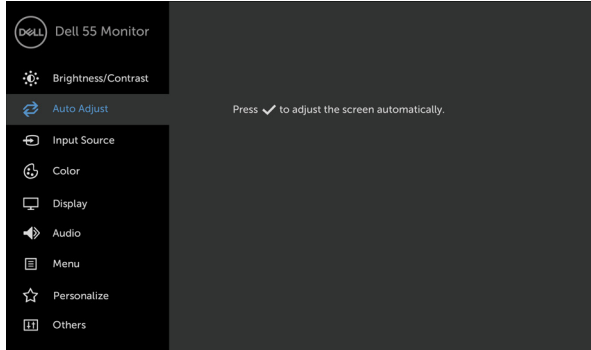 DELL Dell 55 Monitor
Brightness/Contrast
Auto Adjust
Press ✓ to adjust the screen automatically.
Input Source
Color
Display
Audio
Menu
Personalize
Others